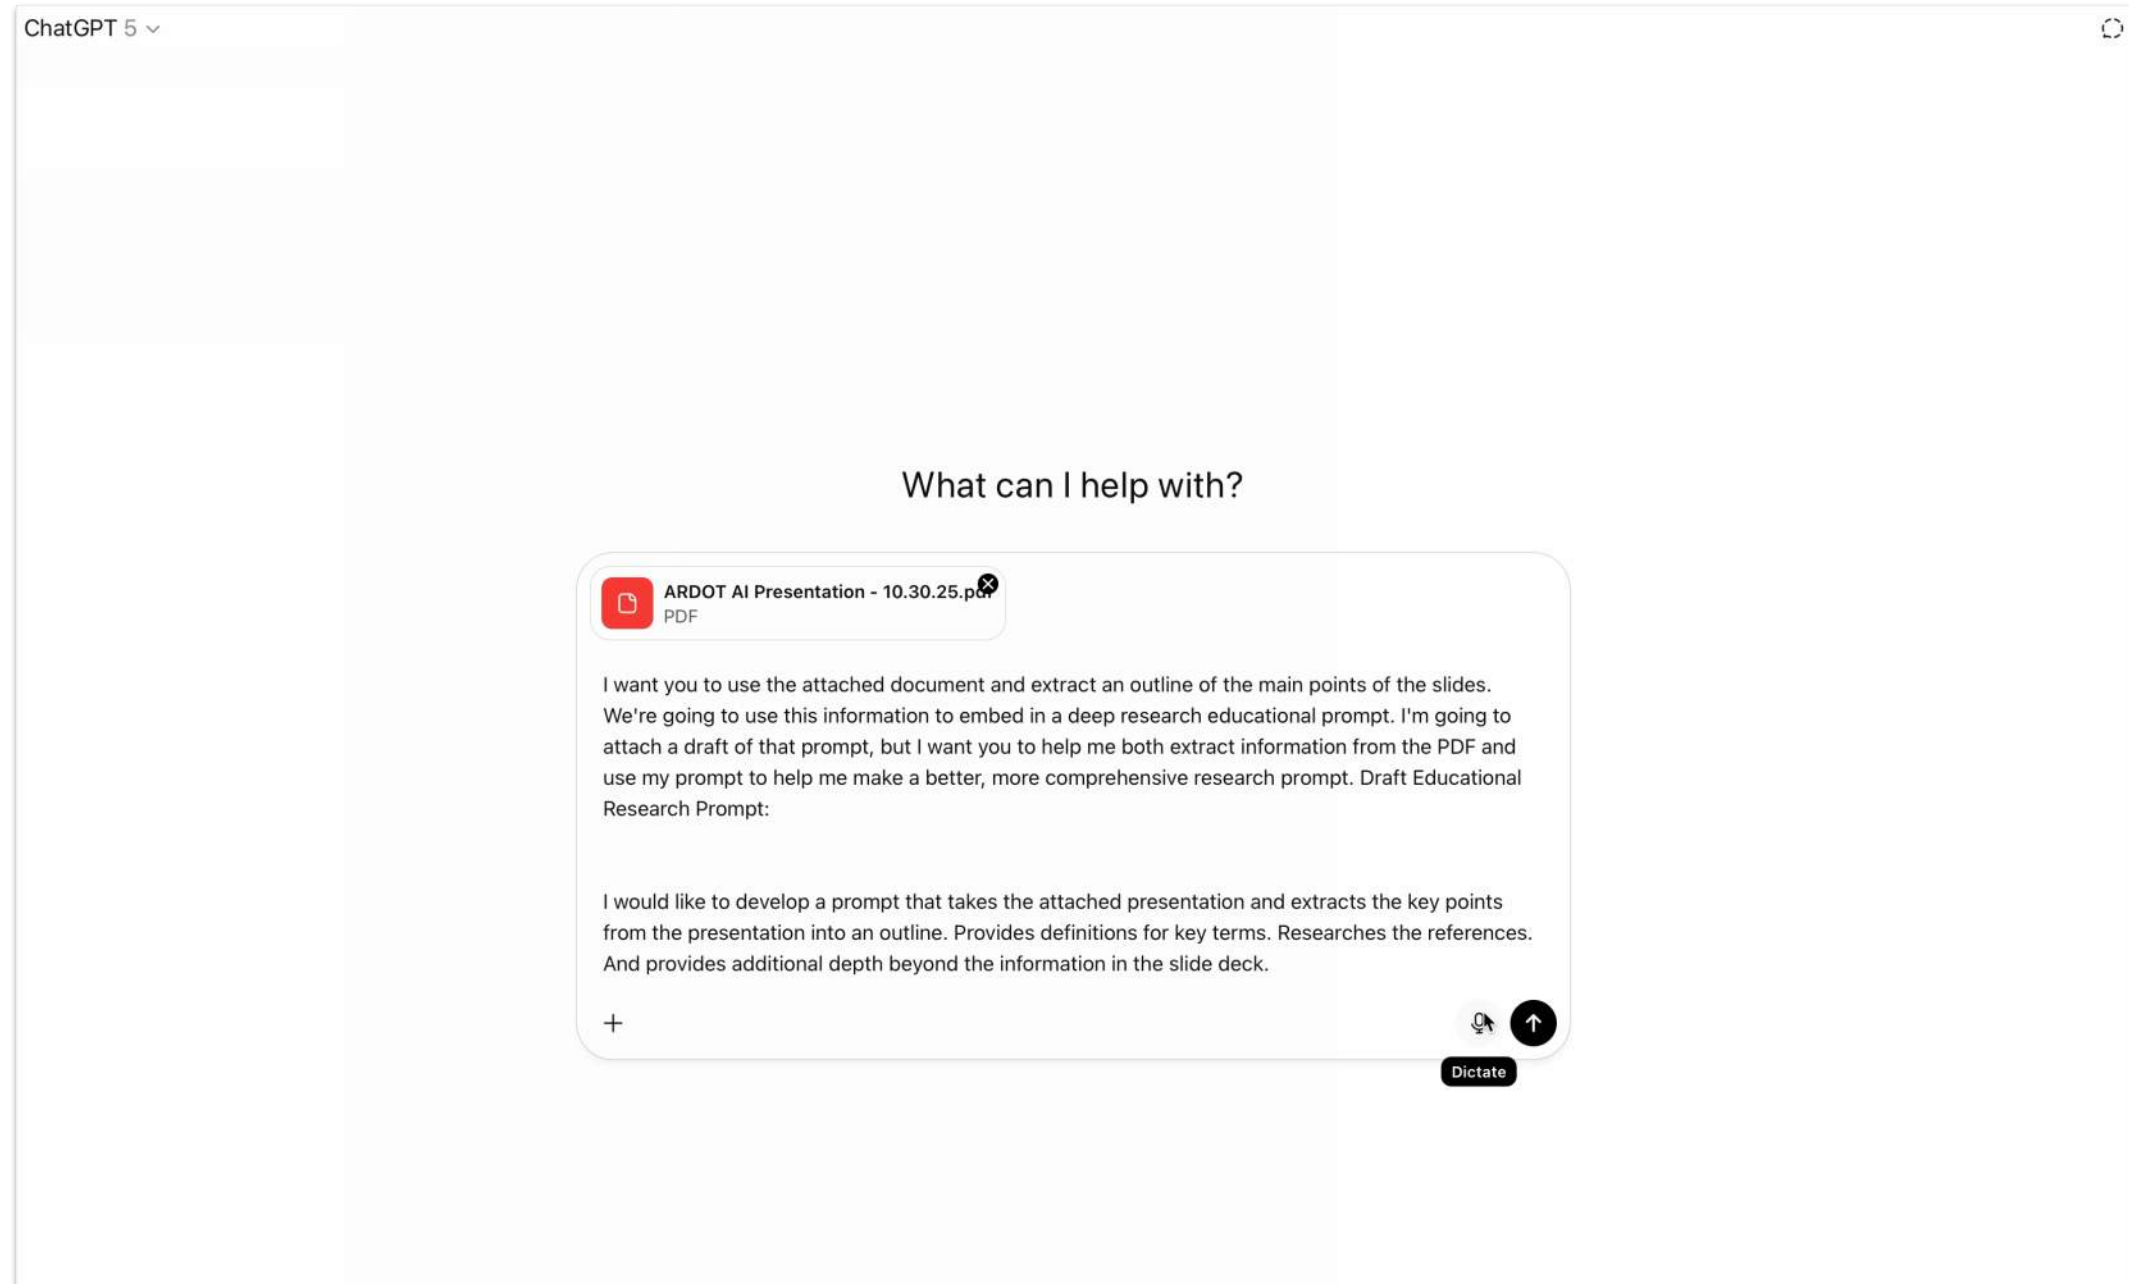 ChatGPT 5
What can I help with?
ARDOT AI Presentation - 10.30.25.pdf
PDF
I want you to use the attached document and extract an outline of the main points of the slides.
We're going to use this information to embed in a deep research educational prompt. I'm going to
attach a draft of that prompt, but I want you to help me both extract information from the PDF and
use my prompt to help me make a better, more comprehensive research prompt. Draft Educational
Research Prompt:
I would like to develop a prompt that takes the attached presentation and extracts the key points
from the presentation into an outline. Provides definitions for key terms. Researches the references.
And provides additional depth beyond the information in the slide deck.
Dictate